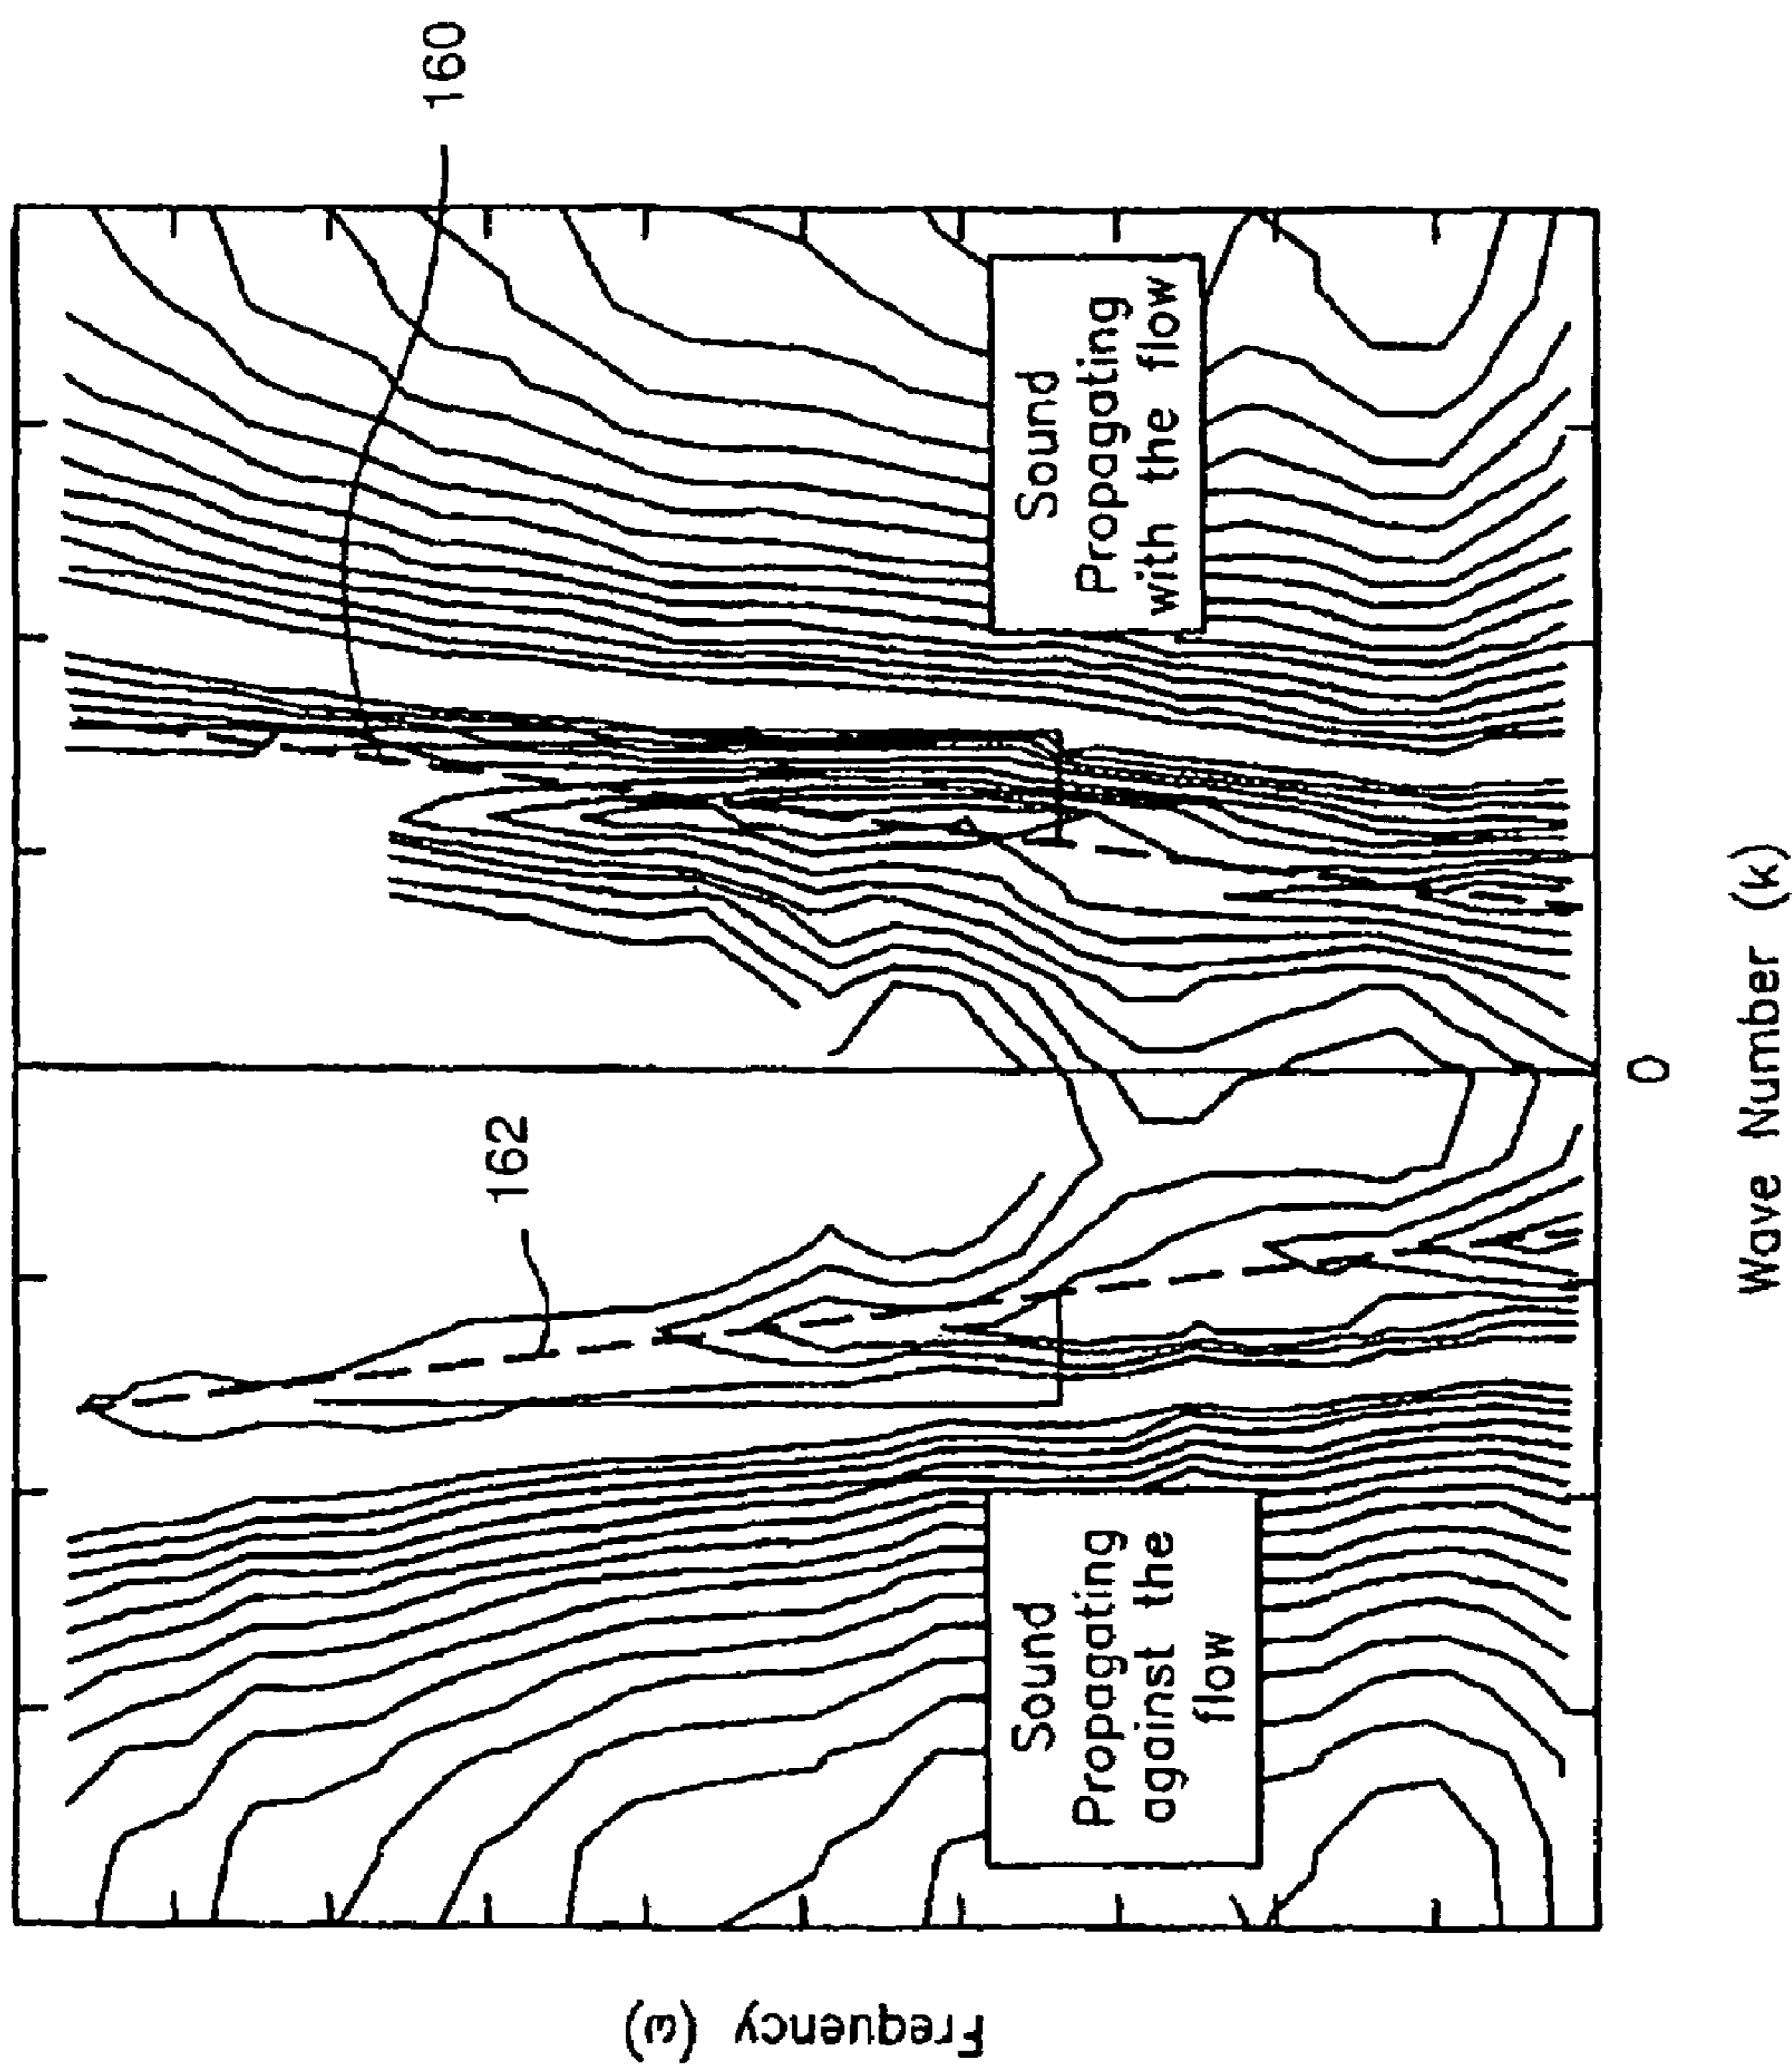 Frequency (ω)
162
160
Sound
Propagating
against the
flow
Sound
Propagating
with the flow
0
Wave Number (k)